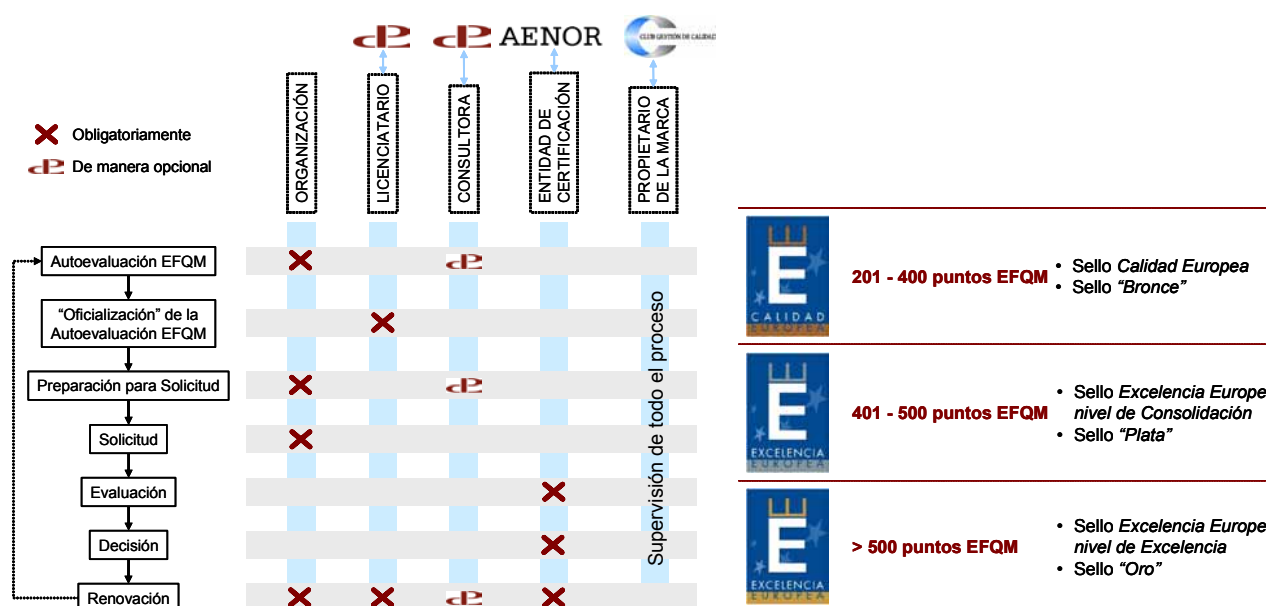 AENOR
CLUB GESTIÓN DE CALIDAD
ORGANIZACIÓN
LICENCIATARIO
CONSULTORA
ENTIDAD DE
CERTIFICACIÓN
PROPIETARIO
DE LA MARCA
Obligatoriamente
De manera opcional
Autoevaluación EFQM
“Oficialización” de la
Autoevaluación EFQM
Preparación para Solicitud
Solicitud
Evaluación
Decisión
Renovación
Supervisión de todo el proceso
E
CALIDAD
EUROPEA
201 - 400 puntos EFQM
• Sello Calidad Europea
• Sello “Bronce”
E
EXCELENCIA
EUROPEA
401 - 500 puntos EFQM
• Sello Excelencia Europe
nivel de Consolidación
• Sello “Plata”
E
EXCELENCIA
EUROPEA
> 500 puntos EFQM
• Sello Excelencia Europe
nivel de Excelencia
• Sello “Oro”